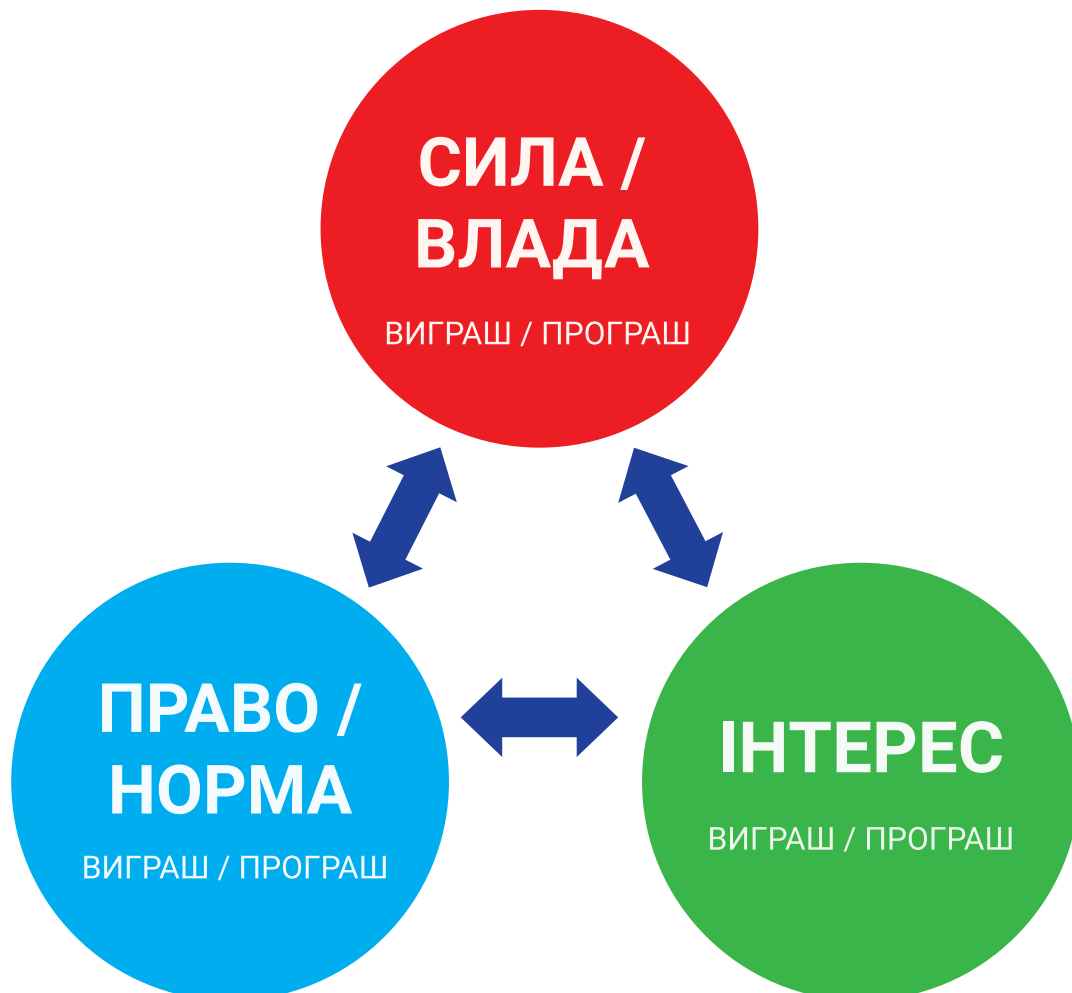 СИЛА /
ВЛАДА
ВИГРАШ / ПРОГРАШ
ПРАВО /
НОРМА
ВИГРАШ / ПРОГРАШ
ІНТЕРЕС
ВИГРАШ / ПРОГРАШ